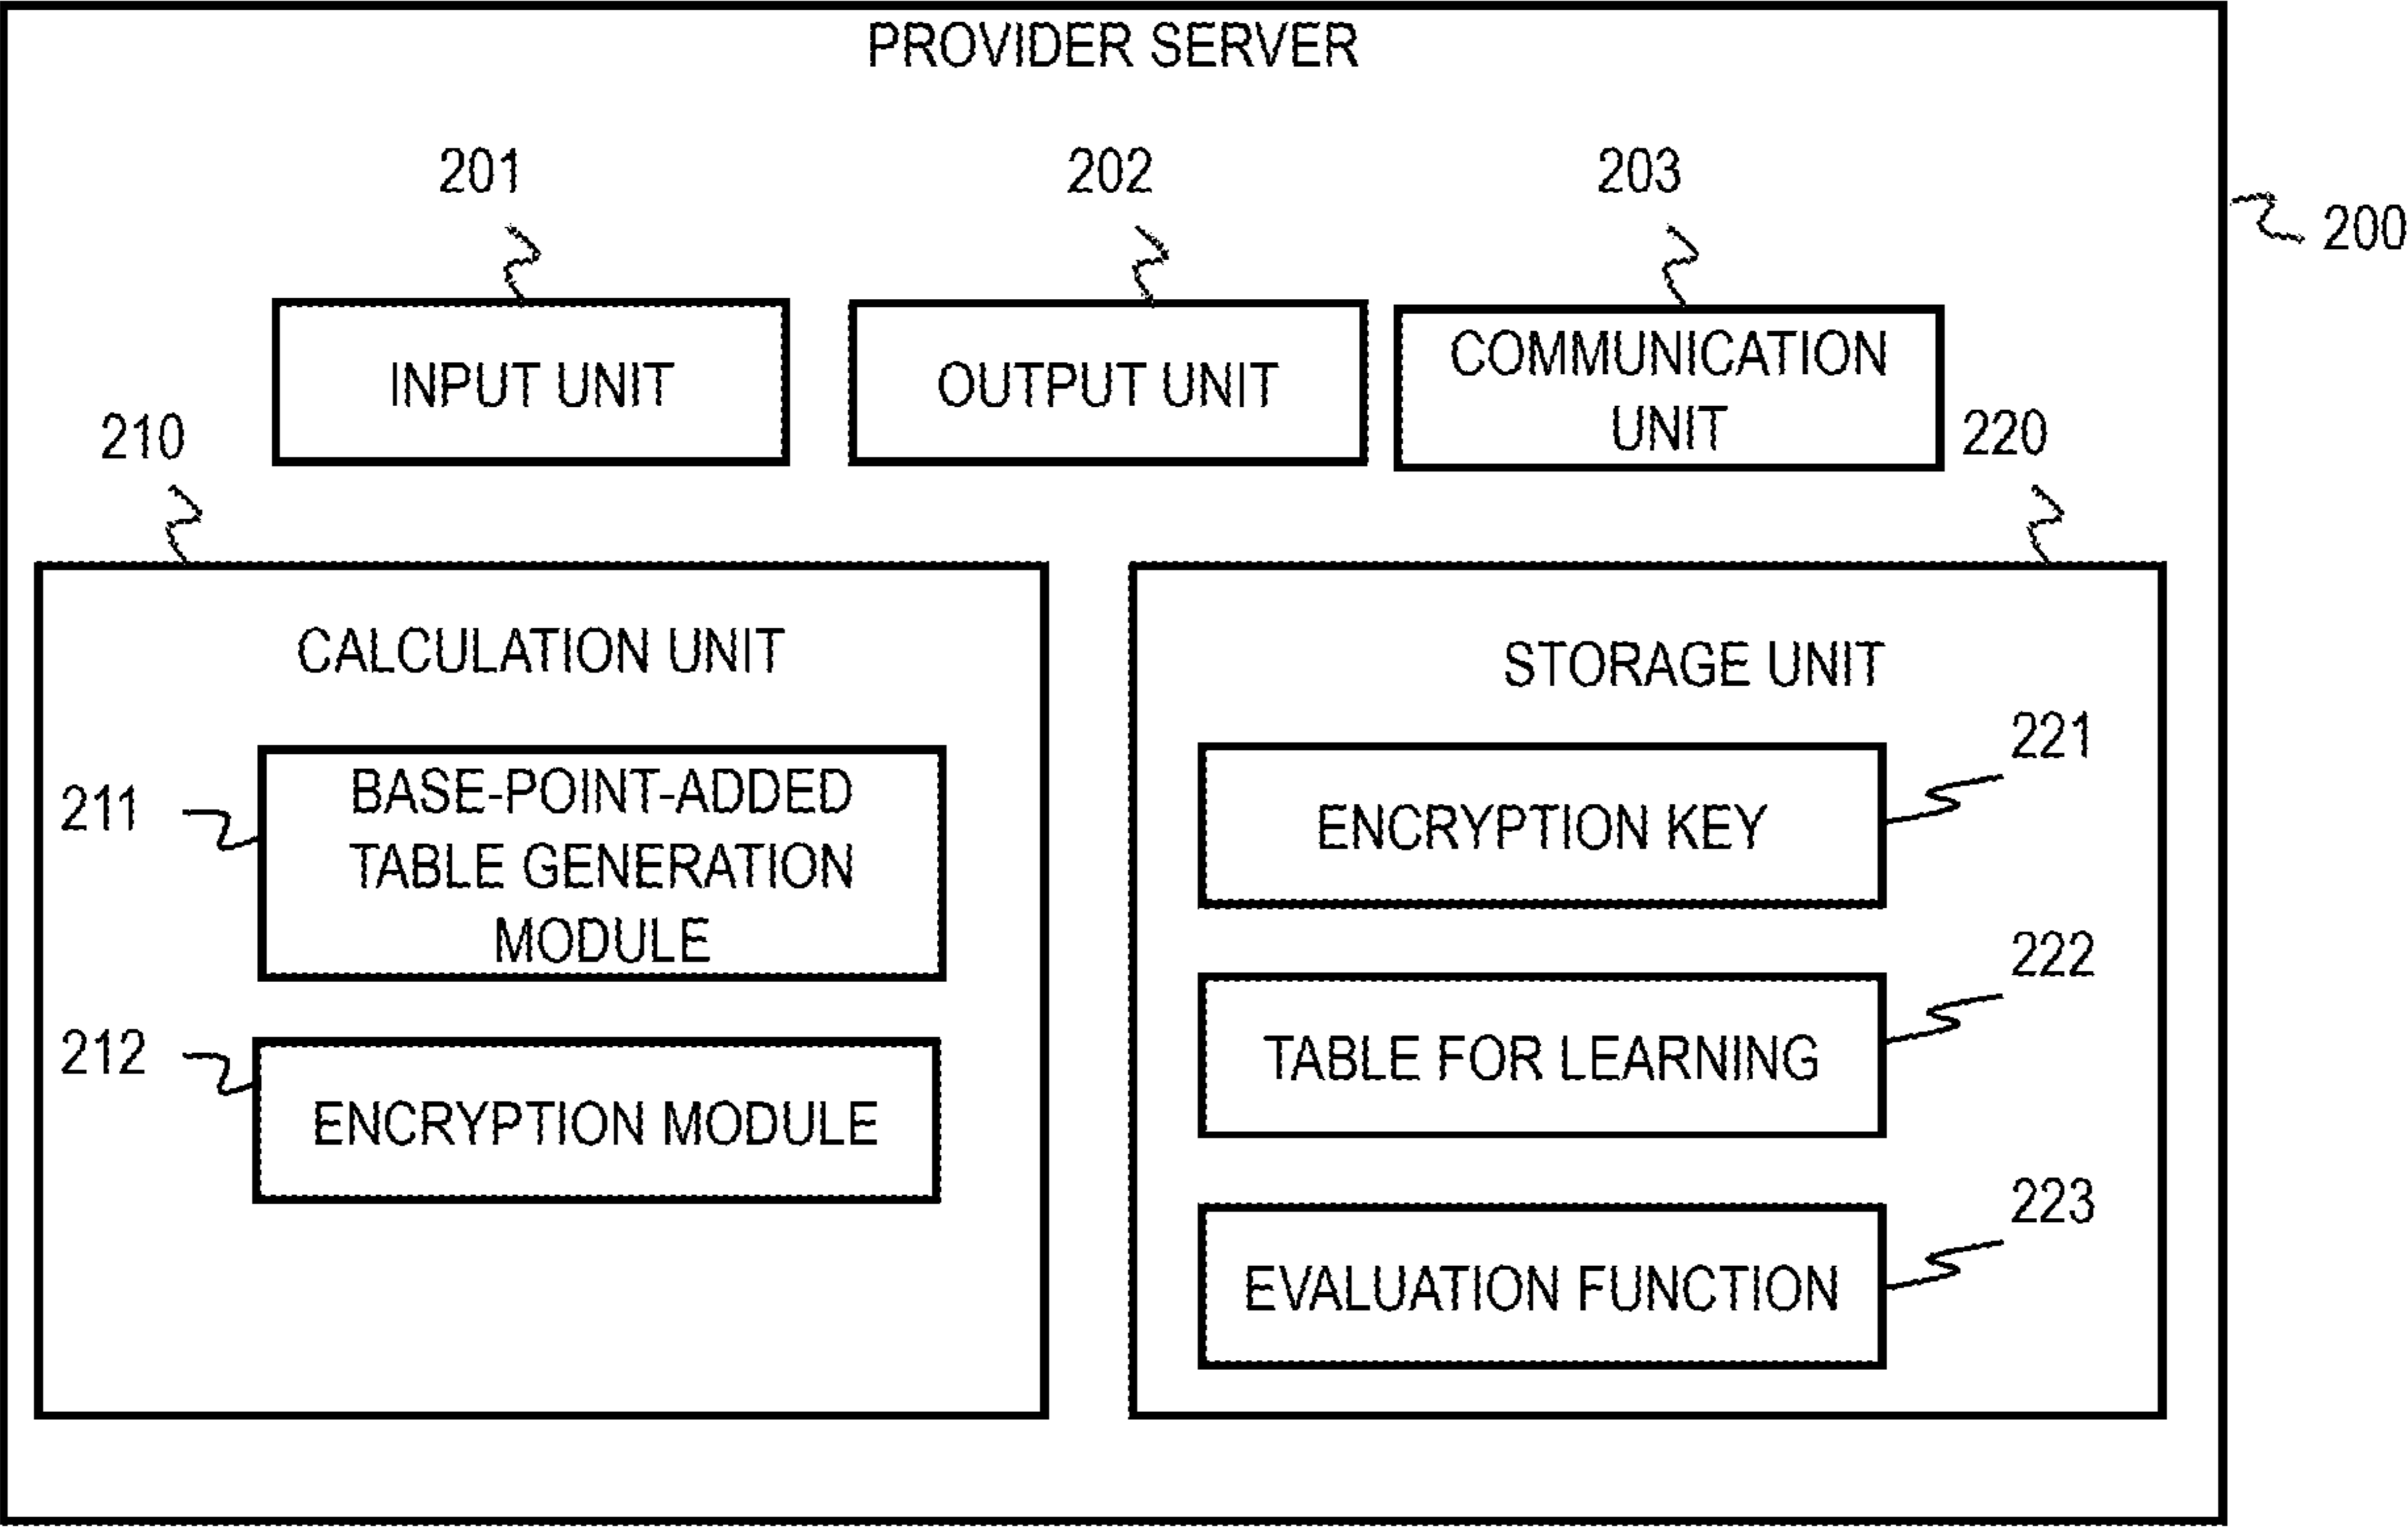 PROVIDER SERVER
201
202
203
200
INPUT UNIT
OUTPUT UNIT
COMMUNICATION
UNIT
210
220
CALCULATION UNIT
211
BASE-POINT-ADDED
TABLE GENERATION
MODULE
212
ENCRYPTION MODULE
STORAGE UNIT
221
ENCRYPTION KEY
222
TABLE FOR LEARNING
223
EVALUATION FUNCTION